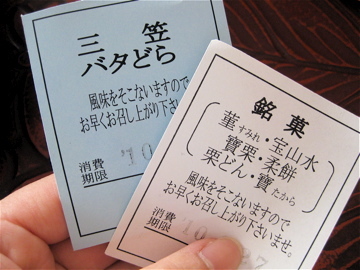 三笠
バタどら
風味をそこないますので
お早くお召し上がり下さい
消費
期限
銘菓
菫すみれ・宝山水
寶栗・柔餅
栗どん・寶たから
風味をそこないますので
お早くお召し上がり下さいませ。
消費
期限